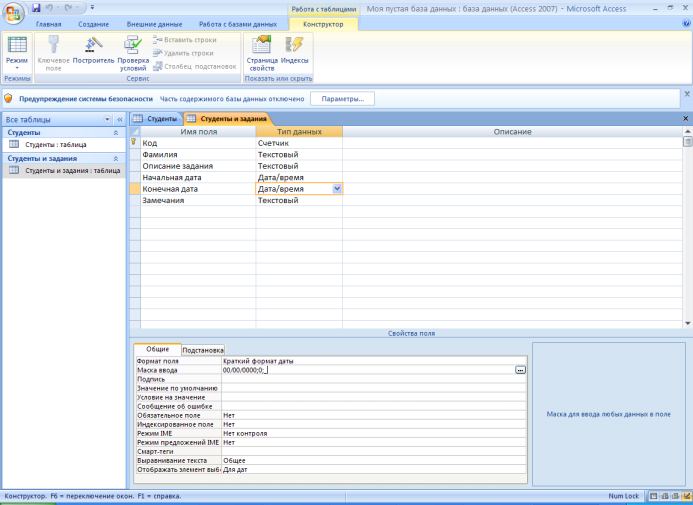 Работа с таблицами Моя пустая база данных : база данных (Access 2007) - Microsoft Access
Главная Создание Внешние данные Работа с базами данных Конструктор
Режим Ключевое поле Построитель Проверка условий Вставить строки Страница свойств Индексы
Удалить строки
Столбец подстановок
Режимы Сервис Показать или скрыть
Предупреждение системы безопасности Часть содержимого базы данных отключено Параметры...
Все таблицы Студенты Студенты и задания
Студенты Имя поля Тип данных Описание
Студенты : таблица Код Счетчик
Студенты и задания Фамилия Текстовый
Студенты и задания : таблица Описание задания Текстовый
Начальная дата Дата/время
Конечная дата Дата/время
Замечания Текстовый
Свойства поля
Общие Подстановка
Формат поля Краткий формат даты
Маска ввода 00/00/0000;0;_
Подпись
Значение по умолчанию
Условие на значение
Сообщение об ошибке
Обязательное поле Нет
Индексированное поле Нет
Режим IME Нет контроля
Режим предложений IME Нет
Смарт-теги
Выравнивание текста Общее
Отображать элемент выб Для дат
Маска для ввода любых данных в поле
Конструктор. F6 = переключение окон. F1 = справка. Num Lock